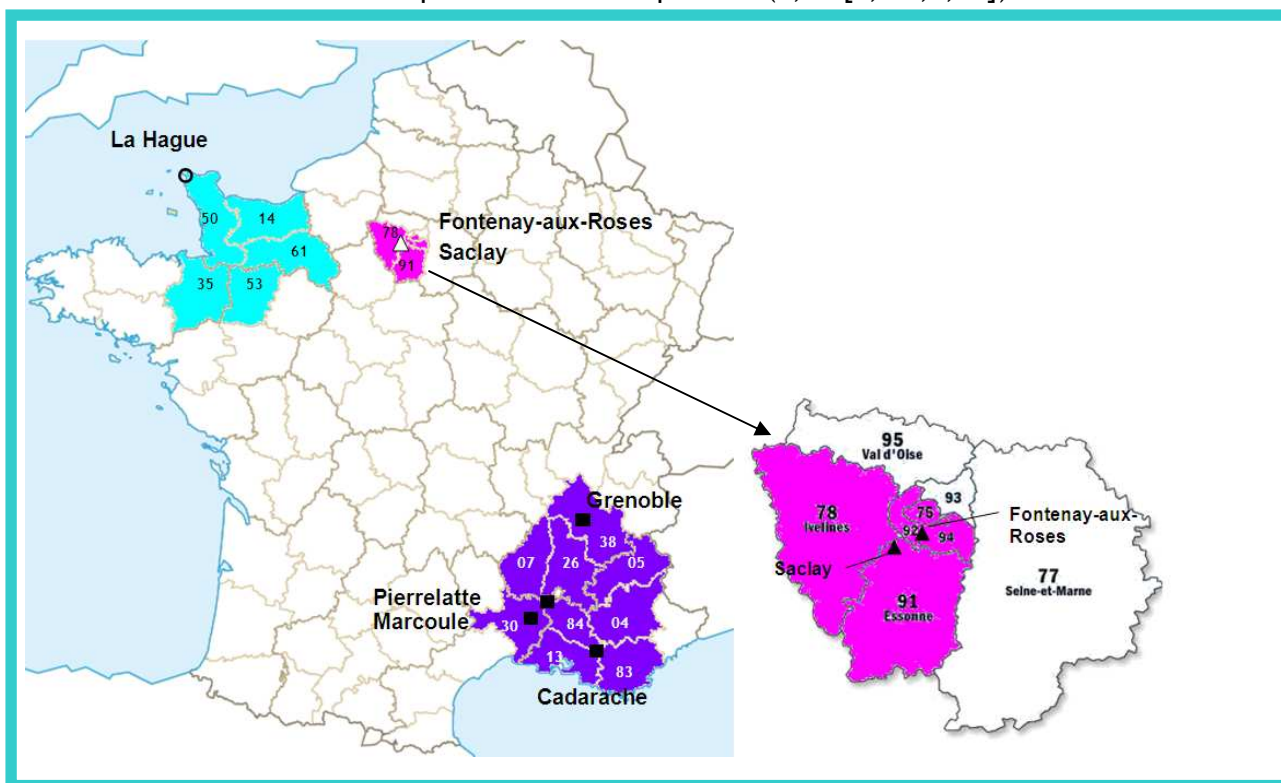 La Hague
50
14
61
35
53
78
91
Fontenay-aux-Roses
Saclay
Grenoble
38
07
26
05
Pierrelatte
Marcoule
30
84
04
13
83
Cadarache
95
Val d'Oise
93
78
Ivelines
75
92
94
Fontenay-aux-
Roses
Saclay
77
Seine-et-Marne
91
Essonne